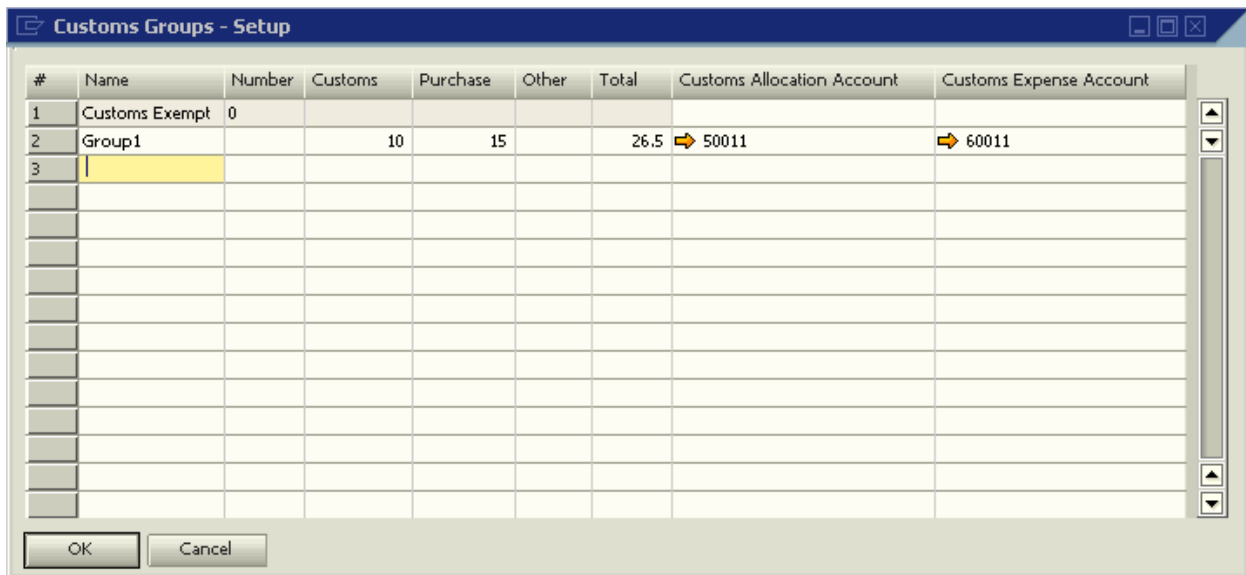 Customs Groups - Setup
# Name Number Customs Purchase Other Total Customs Allocation Account Customs Expense Account
1 Customs Exempt 0
2 Group1 10 15 26.5 50011 60011
3
OK Cancel